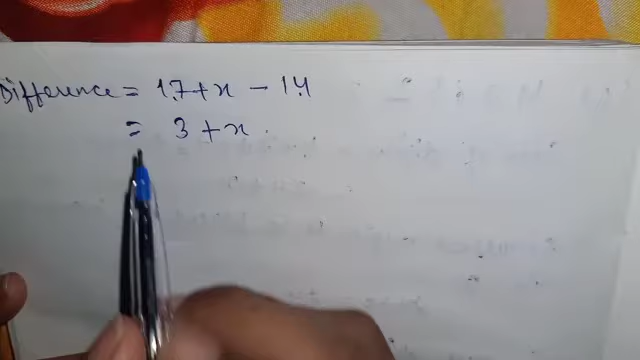 Difference = 17+x - 14
= 3 + x